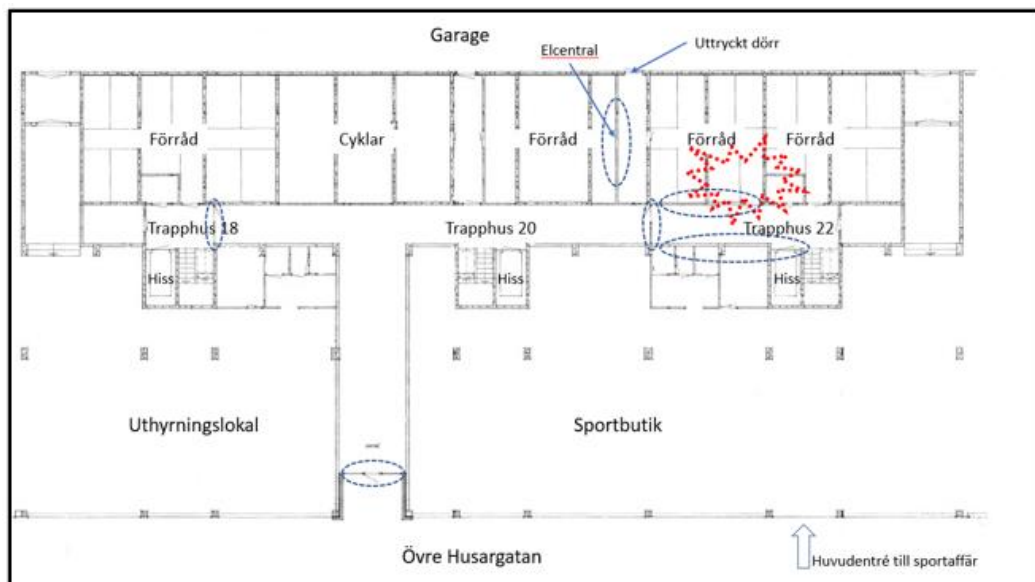 Garage
Elcentral
Uttryckt dörr
Förråd
Cyklar
Förråd
Förråd
Förråd
Trapphus 18
Trapphus 20
Trapphus 22
Hiss
Hiss
Hiss
Uthyrningslokal
Sportbutik
Övre Husargatan
Huvudentré till sportaffär